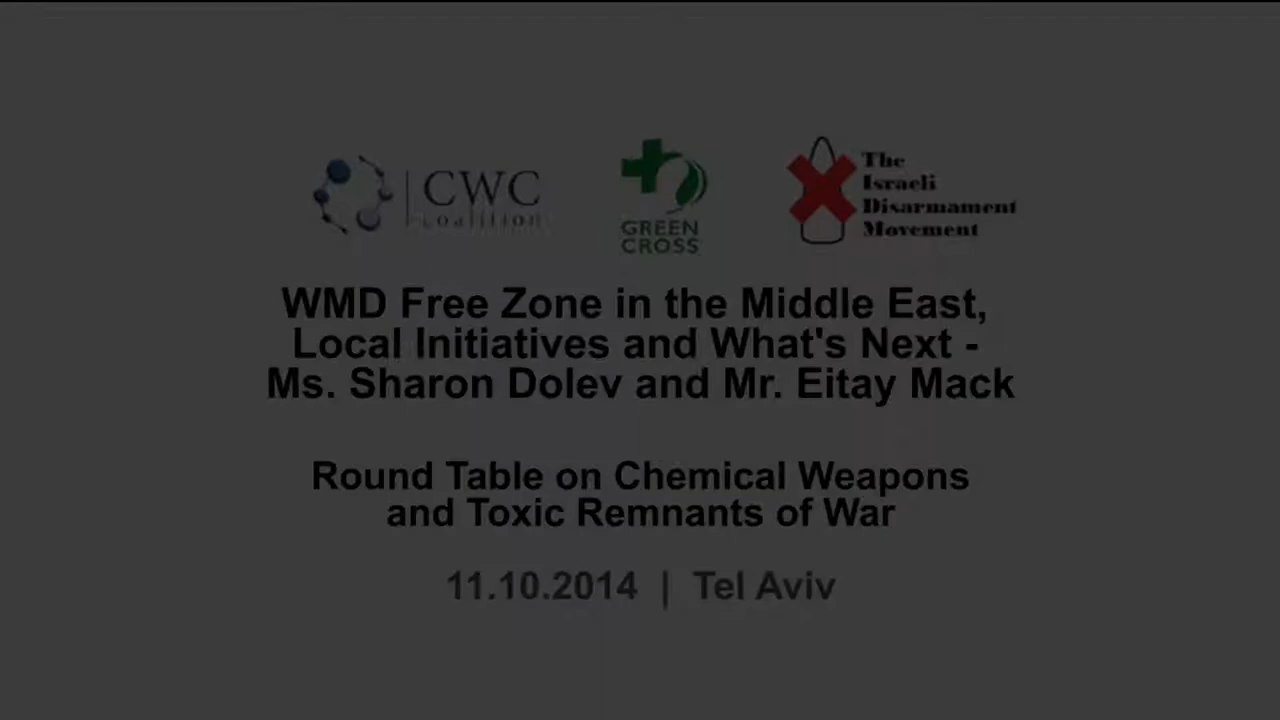 CWC
coalition
GREEN
CROSS
The
Israeli
Disarmament
Movement
WMD Free Zone in the Middle East,
Local Initiatives and What's Next -
Ms. Sharon Dolev and Mr. Eitay Mack
Round Table on Chemical Weapons
and Toxic Remnants of War
11.10.2014 | Tel Aviv